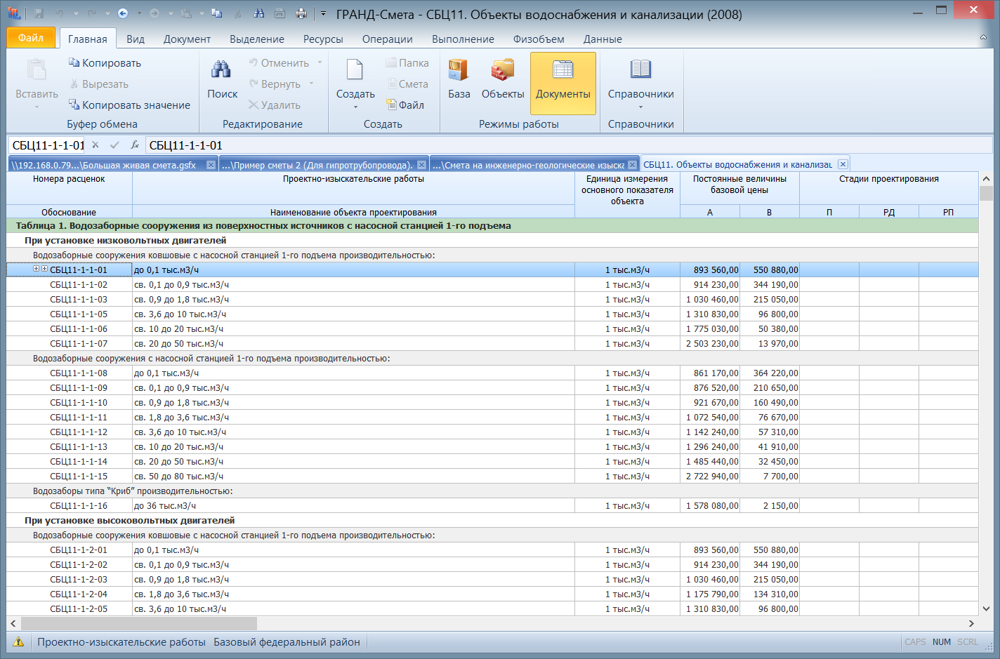 ГРАНД-Смета - СБЦ11. Объекты водоснабжения и канализации (2008)
Файл Главная Вид Документ Выделение Ресурсы Операции Выполнение Физобъем Данные
Вставить
Копировать
Вырезать
Копировать значение
Буфер обмена
Поиск
Отменить
Вернуть
Удалить
Редактирование
Создать
Папка
Смета
Файл
Создать
База Объекты Документы
Режимы работы
Справочники
Справочники
СБЦ11-1-1-01 fx СБЦ11-1-1-01
\\192.168.0.79...\Большая живая смета.gsfx ...\Пример сметы 2 (Для гипротрубопровода). ...\Смета на инженерно-геологические изыска СБЦ11. Объекты водоснабжения и канализац
Номера расценок Проектно-изыскательские работы Единица измерения основного показателя объекта Постоянные величины базовой цены Стадии проектирования
Обоснование Наименование объекта проектирования А В П РД РП
Таблица 1. Водозаборные сооружения из поверхностных источников с насосной станцией 1-го подъема
При установке низковольтных двигателей
Водозаборные сооружения ковшовые с насосной станцией 1-го подъема производительностью:
СБЦ11-1-1-01 до 0,1 тыс.м3/ч 1 тыс.м3/ч 893 560,00 550 880,00
СБЦ11-1-1-02 св. 0,1 до 0,9 тыс.м3/ч 1 тыс.м3/ч 914 230,00 344 190,00
СБЦ11-1-1-03 св. 0,9 до 1,8 тыс.м3/ч 1 тыс.м3/ч 1 030 460,00 215 050,00
СБЦ11-1-1-05 св. 3,6 до 10 тыс.м3/ч 1 тыс.м3/ч 1 310 830,00 96 800,00
СБЦ11-1-1-06 св. 10 до 20 тыс.м3/ч 1 тыс.м3/ч 1 775 030,00 50 380,00
СБЦ11-1-1-07 св. 20 до 50 тыс.м3/ч 1 тыс.м3/ч 2 503 230,00 13 970,00
Водозаборные сооружения с насосной станцией 1-го подъема производительностью:
СБЦ11-1-1-08 до 0,1 тыс.м3/ч 1 тыс.м3/ч 861 170,00 364 220,00
СБЦ11-1-1-09 св. 0,1 до 0,9 тыс.м3/ч 1 тыс.м3/ч 876 520,00 210 650,00
СБЦ11-1-1-10 св. 0,9 до 1,8 тыс.м3/ч 1 тыс.м3/ч 921 670,00 160 490,00
СБЦ11-1-1-11 св. 1,8 до 3,6 тыс.м3/ч 1 тыс.м3/ч 1 072 540,00 76 670,00
СБЦ11-1-1-12 св. 3,6 до 10 тыс.м3/ч 1 тыс.м3/ч 1 142 240,00 57 310,00
СБЦ11-1-1-13 св. 10 до 20 тыс.м3/ч 1 тыс.м3/ч 1 296 240,00 41 910,00
СБЦ11-1-1-14 св. 20 до 50 тыс.м3/ч 1 тыс.м3/ч 1 485 440,00 32 450,00
СБЦ11-1-1-15 св. 50 до 80 тыс.м3/ч 1 тыс.м3/ч 2 722 940,00 7 700,00
Водозаборы типа “Криб” производительностью:
СБЦ11-1-1-16 до 36 тыс.м3/ч 1 тыс.м3/ч 1 578 080,00 2 150,00
При установке высоковольтных двигателей
Водозаборные сооружения ковшовые с насосной станцией 1-го подъема производительностью:
СБЦ11-1-2-01 до 0,1 тыс.м3/ч 1 тыс.м3/ч 893 560,00 550 880,00
СБЦ11-1-2-02 св. 0,1 до 0,9 тыс.м3/ч 1 тыс.м3/ч 914 230,00 344 190,00
СБЦ11-1-2-03 св. 0,9 до 1,8 тыс.м3/ч 1 тыс.м3/ч 1 030 460,00 215 050,00
СБЦ11-1-2-04 св. 1,8 до 3,6 тыс.м3/ч 1 тыс.м3/ч 1 175 790,00 134 310,00
СБЦ11-1-2-05 св. 3,6 до 10 тыс.м3/ч 1 тыс.м3/ч 1 310 830,00 96 800,00
Проектно-изыскательские работы Базовый федеральный район CAPS NUM SCRL